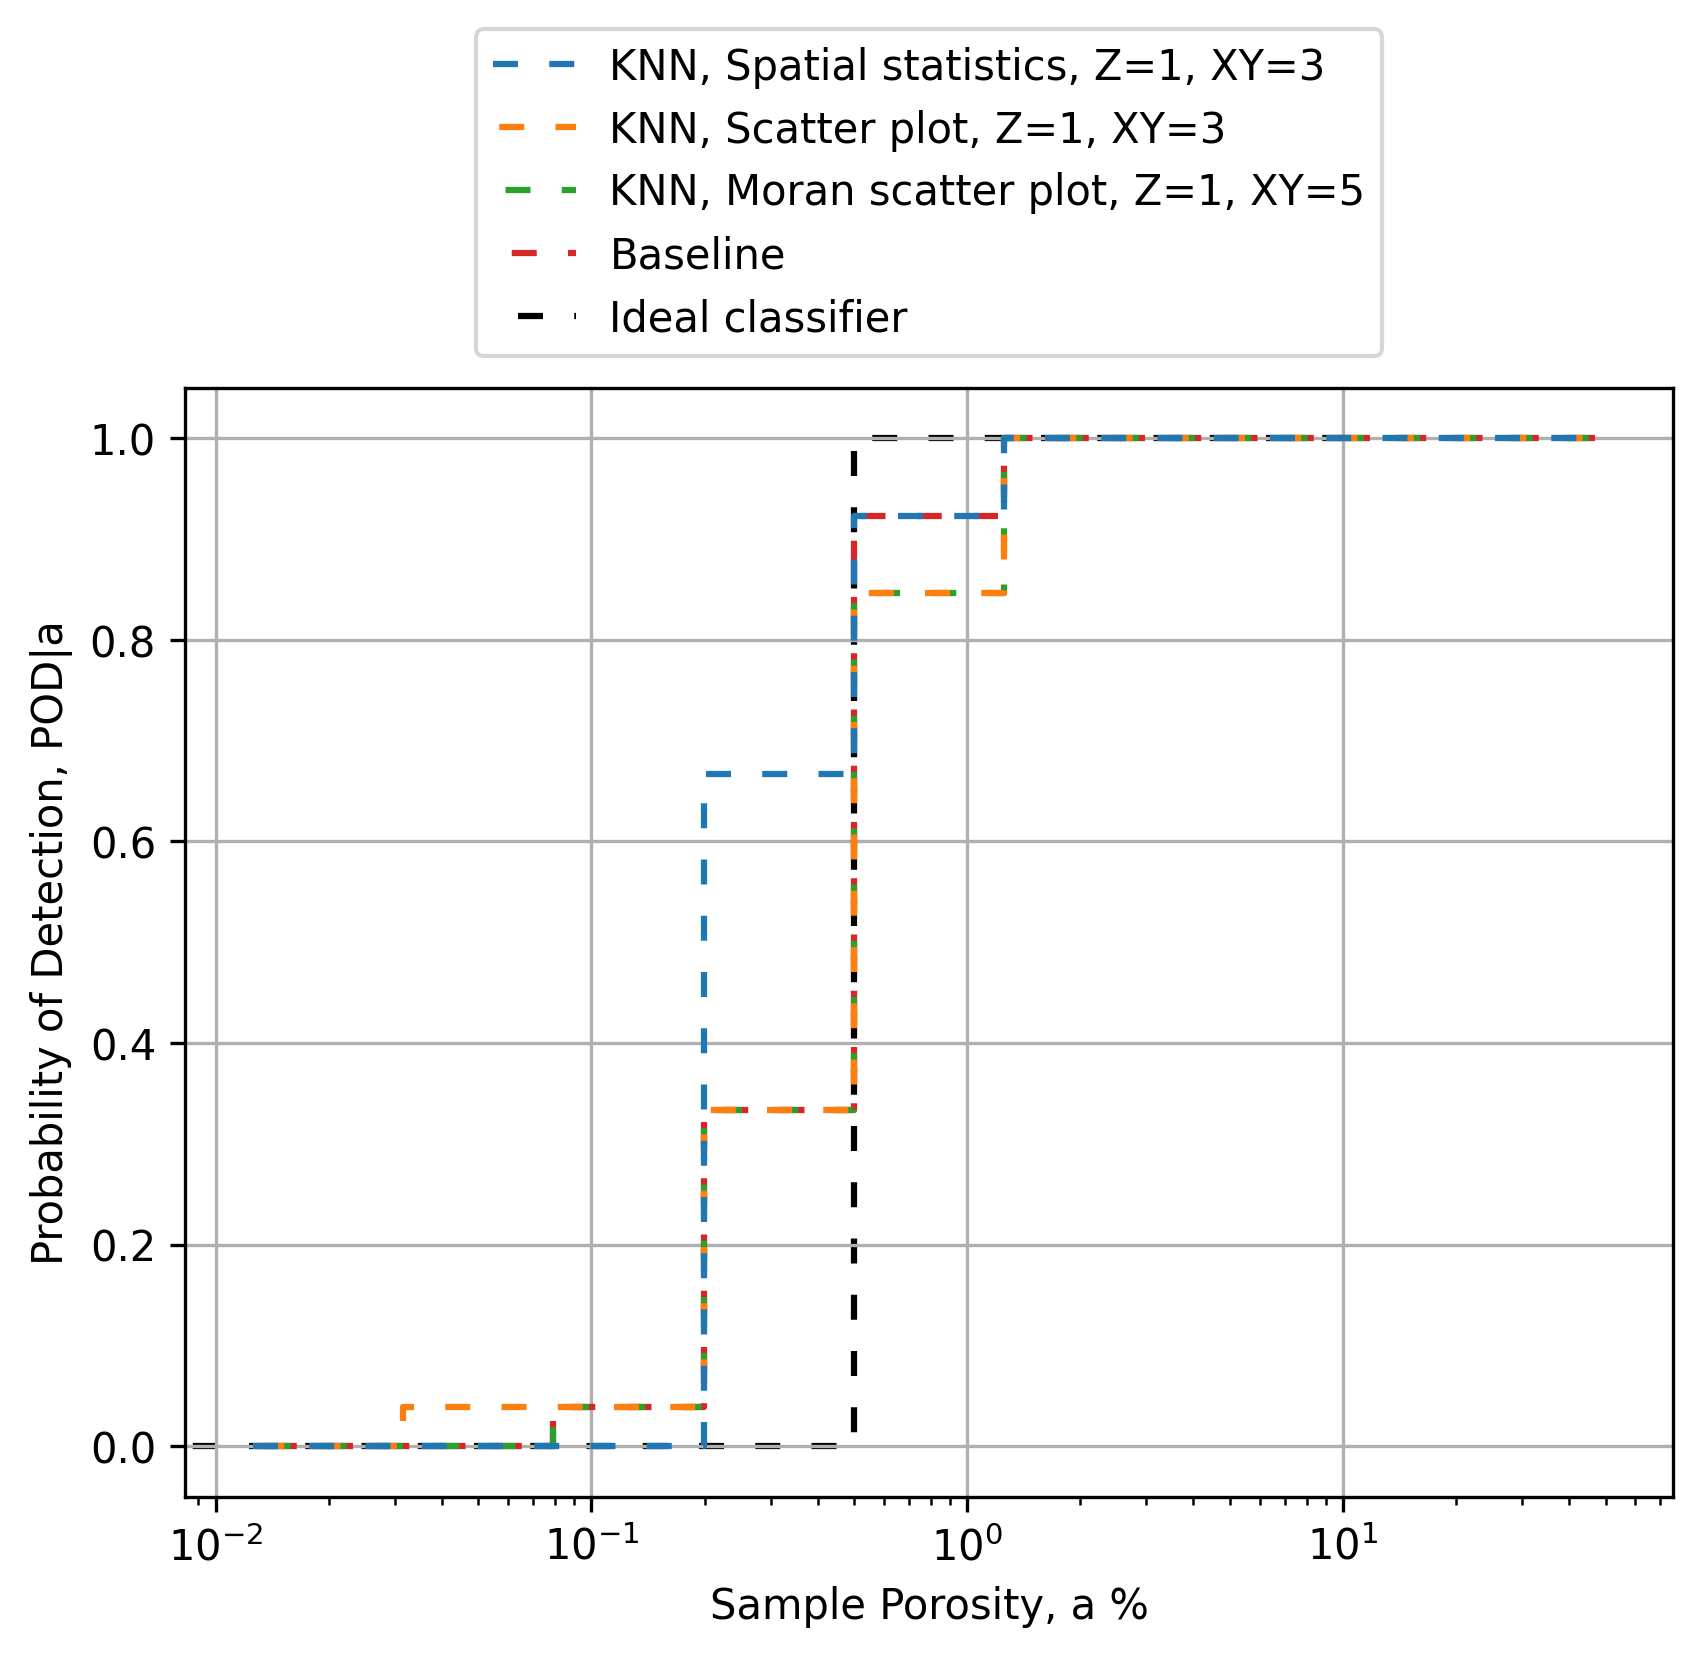 KNN, Spatial statistics, Z=1, XY=3
KNN, Scatter plot, Z=1, XY=3
KNN, Moran scatter plot, Z=1, XY=5
Baseline
Ideal classifier
1.0
0.8
0.6
0.4
0.2
0.0
Probability of Detection, POD|a
10⁻² 10⁻¹ 10⁰ 10¹
Sample Porosity, a %